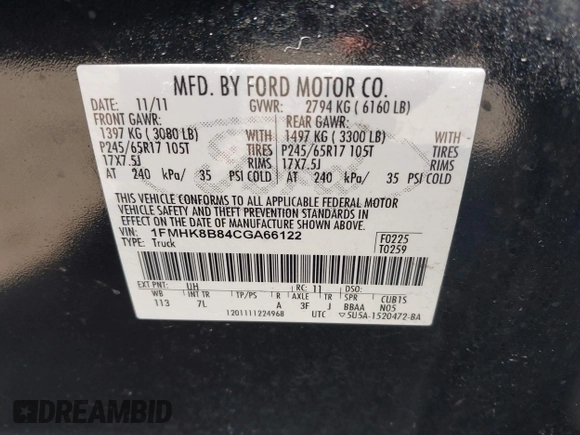 MFD. BY FORD MOTOR CO.
DATE: 11/11 GVWR: 2794 KG ( 6160 LB)
FRONT GAWR: REAR GAWR:
1397 KG ( 3080 LB) WITH 1497 KG ( 3300 LB) WITH
P245/65R17 105T TIRES P245/65R17 105T TIRES
17X7.5J RIMS 17X7.5J RIMS
AT 240 kPa/ 35 PSI COLD AT 240 kPa/ 35 PSI COLD
THIS VEHICLE CONFORMS TO ALL APPLICABLE FEDERAL MOTOR
VEHICLE SAFETY AND THEFT PREVENTION STANDARDS IN
EFFECT ON THE DATE OF MANUFACTURE SHOWN ABOVE.
VIN: 1FMHK8B84CGA66122 F0225
TYPE: Truck T0259
EXT PNT: UH RC: 11 DSO:
WB INT TR TP/PS R AXLE TR SPR CUBIS
113 7L A 3F J BBAA N05
1201111224968 UTC ▽5U5A-1520472-BA
Ford
DREAMBID